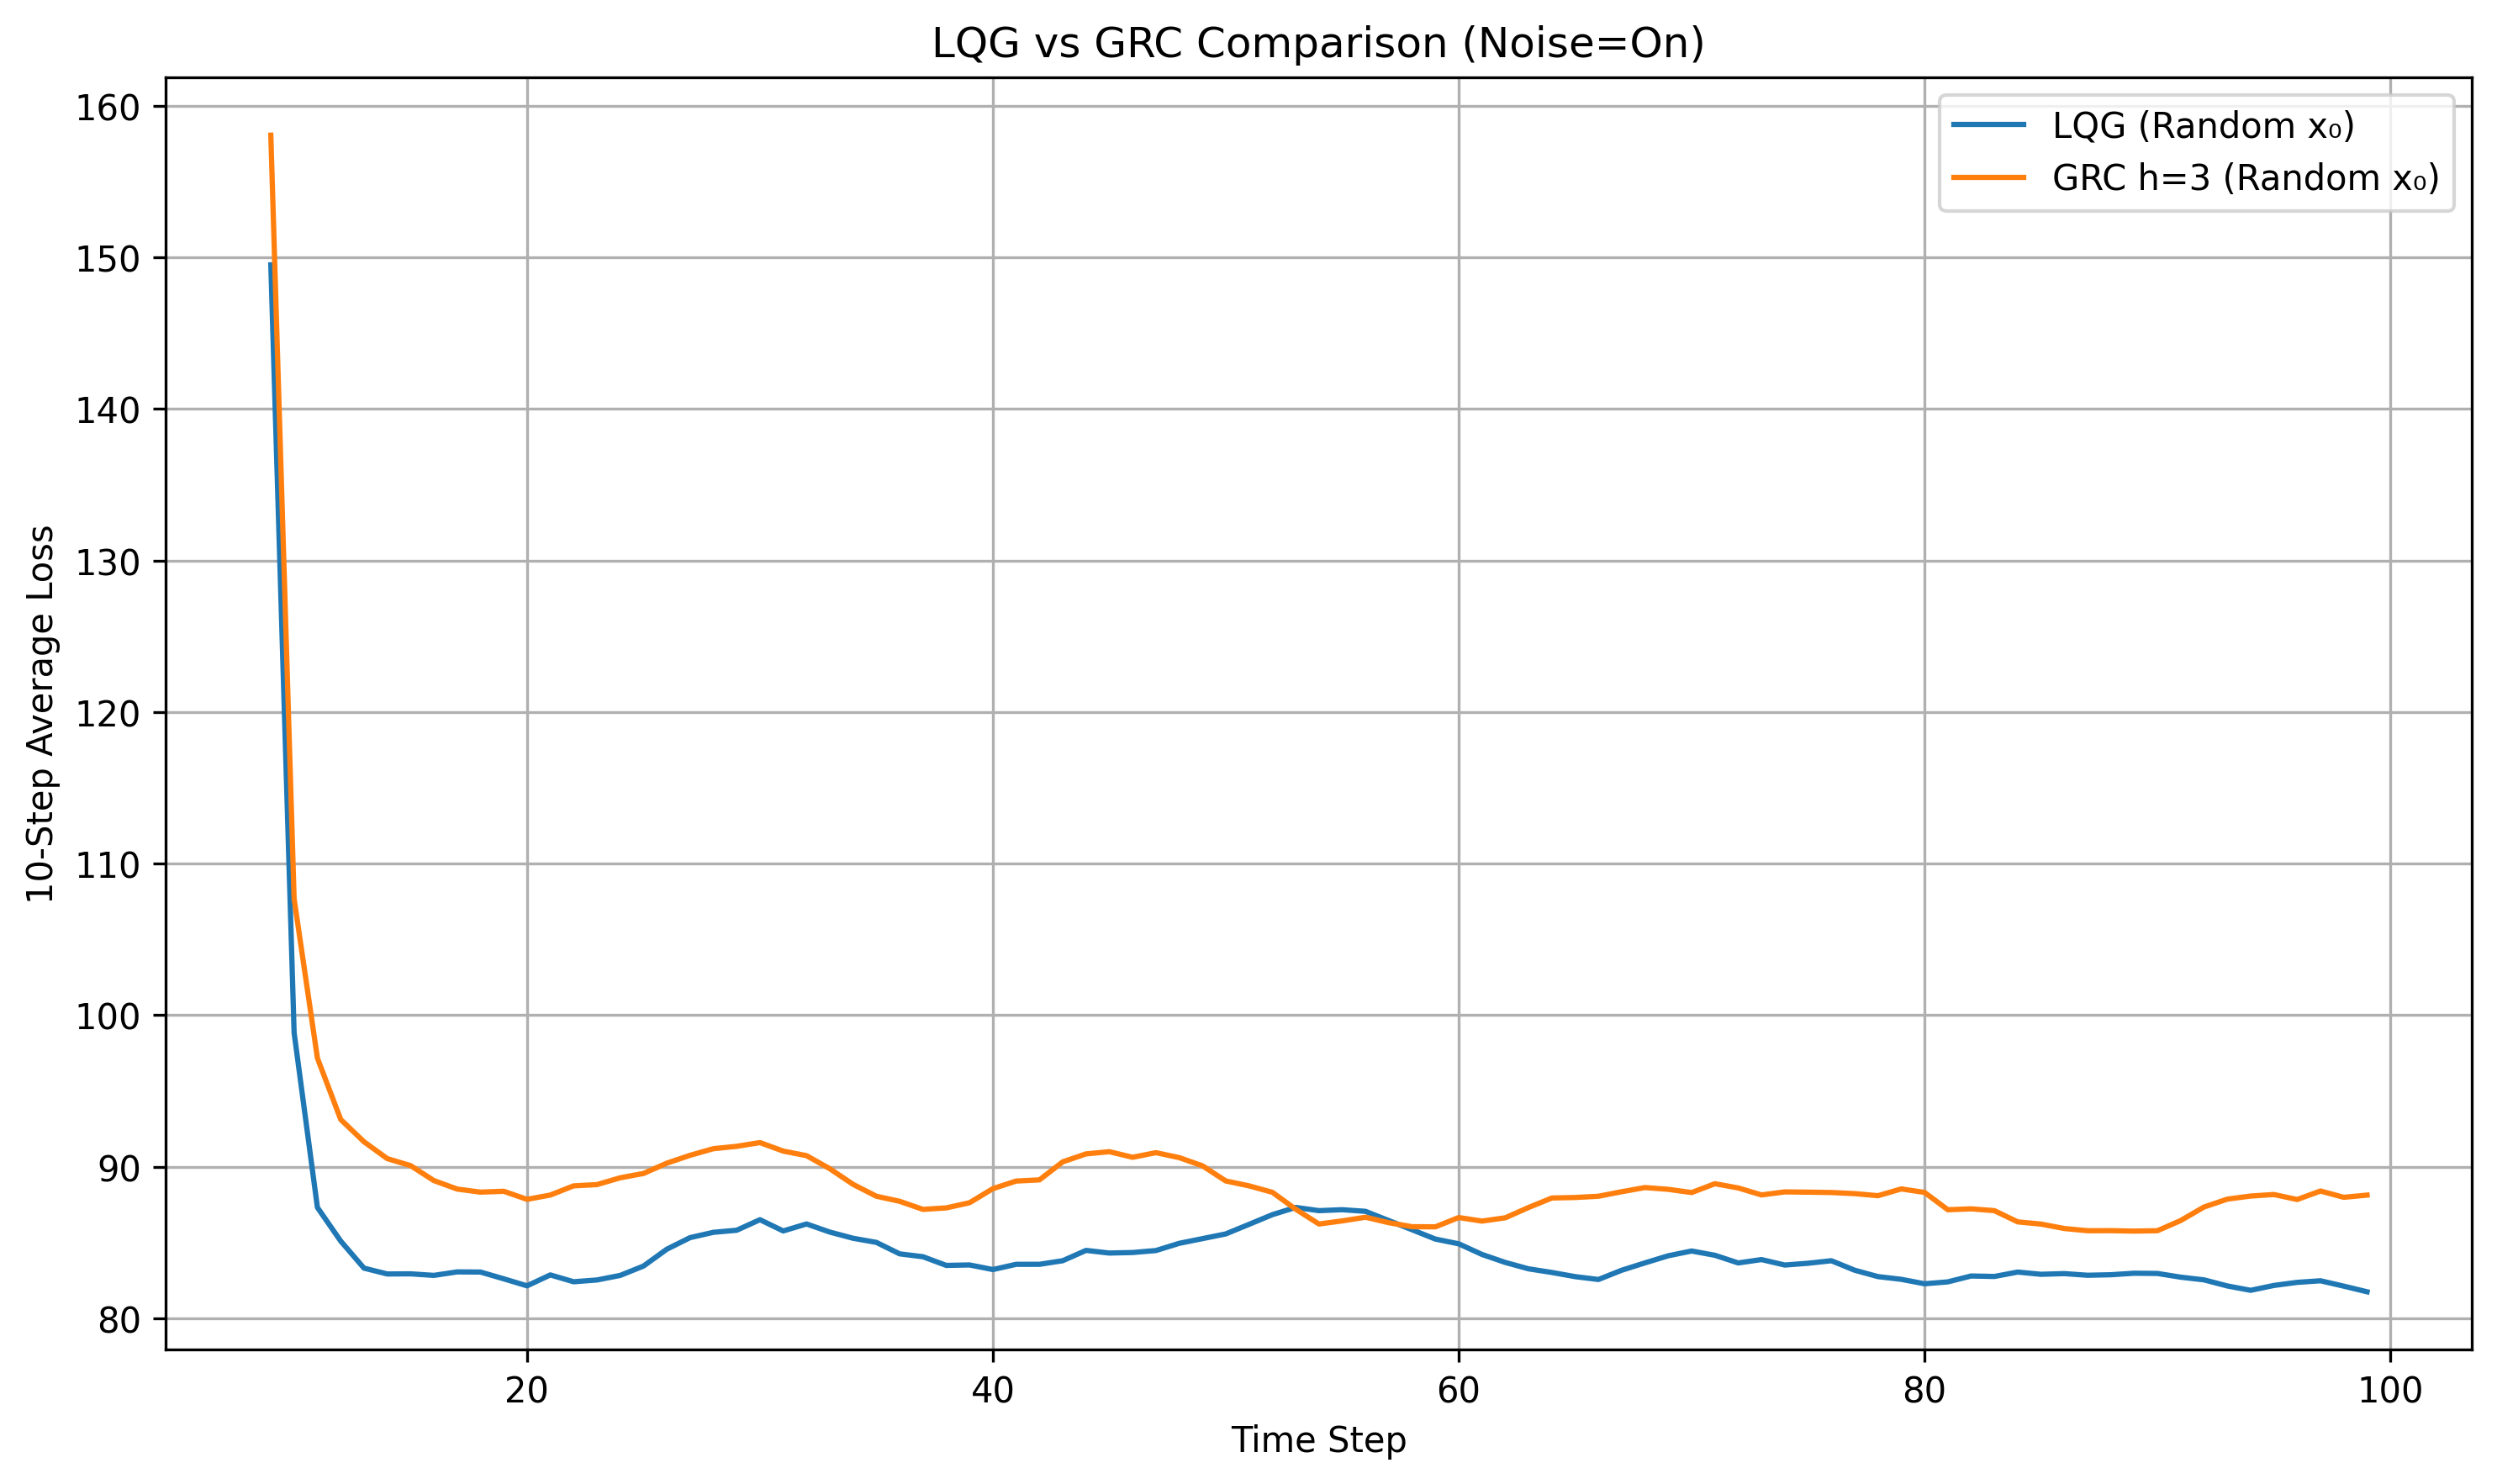 LQG vs GRC Comparison (Noise=On)
LQG (Random x₀)
GRC h=3 (Random x₀)
10-Step Average Loss
160
150
140
130
120
110
100
90
80
20
40
60
80
100
Time Step